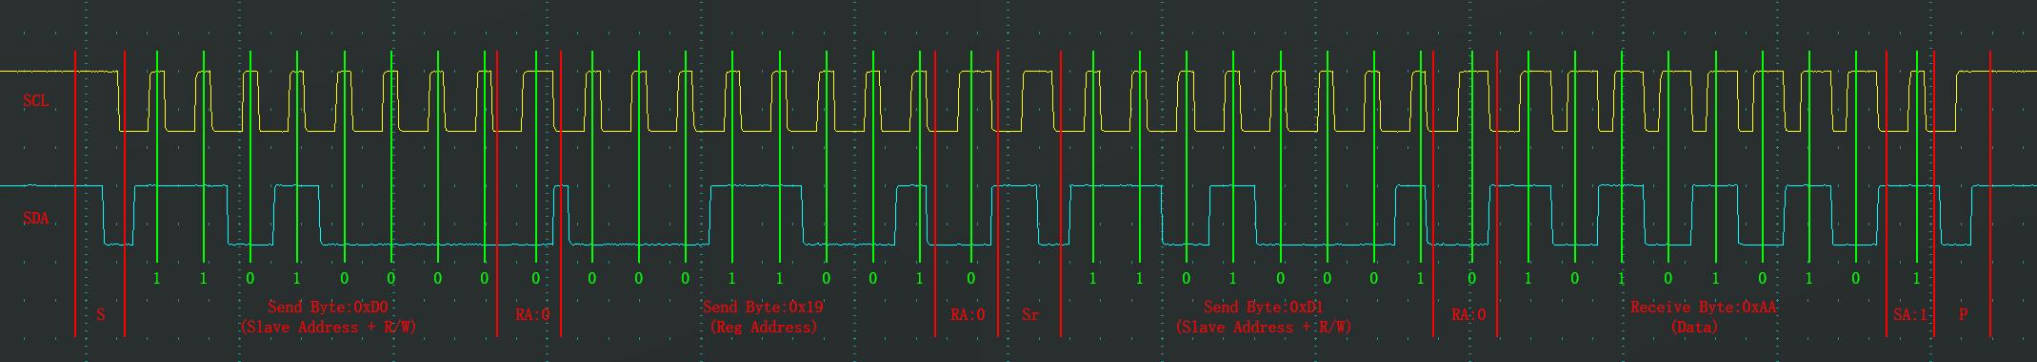 SCL
SDA
1 1 0 1 0 0 0 0 0 0 0 0 1 1 0 0 1 0 1 1 0 1 0 0 0 1 0 1 0 1 0 1 0 1 0 1
S Send Byte:0xD0 RA:0 Send Byte:0x19 RA:0 Sr Send Byte:0xD1 RA:0 Receive Byte:0xAA SA:1 P
(Slave Address + R/W) (Reg Address) (Slave Address + R/W) (Data)